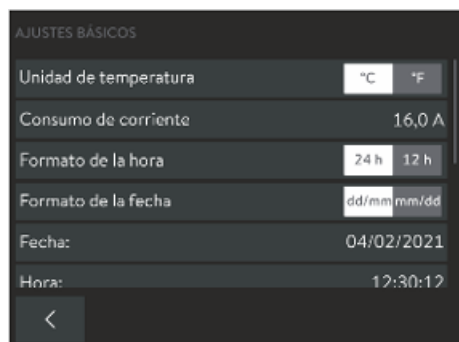 AJUSTES BÁSICOS
Unidad de temperatura °C °F
Consumo de corriente 16,0 A
Formato de la hora 24 h 12 h
Formato de la fecha dd/mm mm/dd
Fecha: 04/02/2021
Hora: 12:30:12